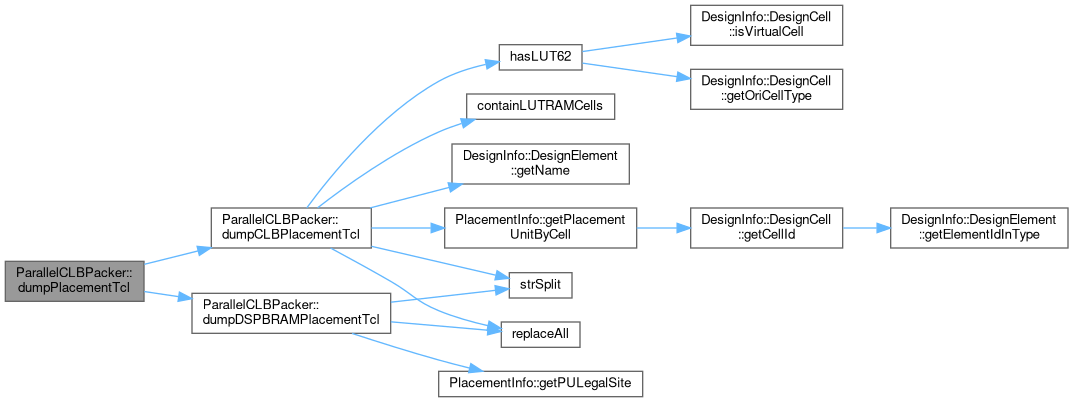 DesignInfo::DesignCell
::isVirtualCell
hasLUT62
DesignInfo::DesignCell
::getOriCellType
containLUTRAMCells
DesignInfo::DesignElement
::getName
ParallelCLBPacker::
dumpCLBPlacementTcl
PlacementInfo::getPlacement
UnitByCell
DesignInfo::DesignCell
::getCellId
DesignInfo::DesignElement
::getElementIdInType
ParallelCLBPacker::
dumpPlacementTcl
strSplit
ParallelCLBPacker::
dumpDSPBRAMPlacementTcl
replaceAll
PlacementInfo::getPULegalSite